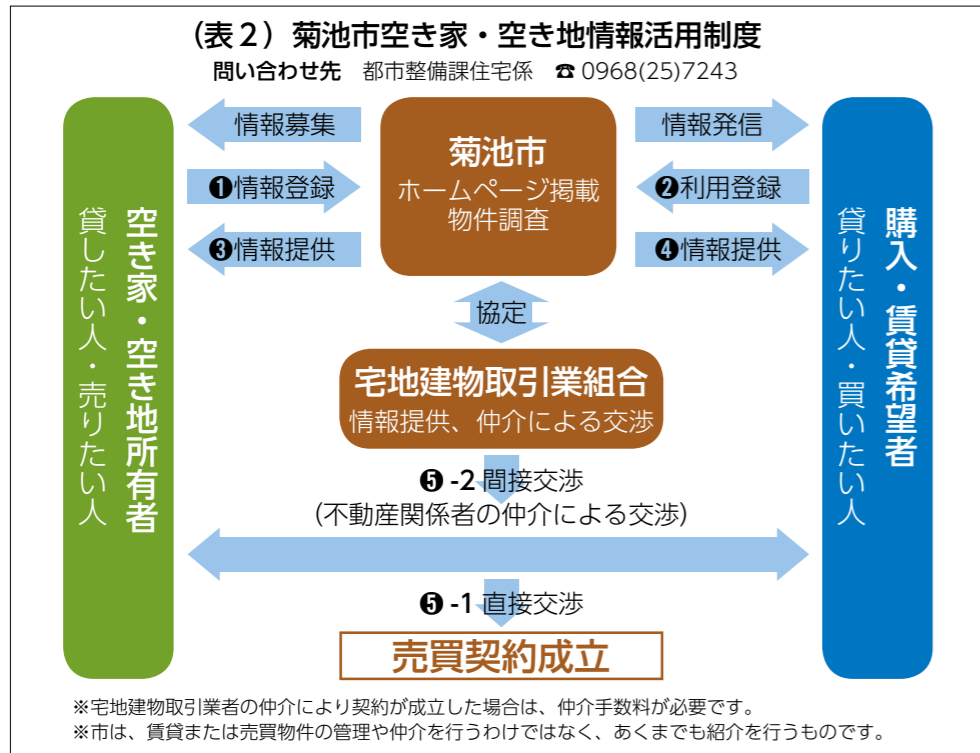 (表2) 菊池市空き家・空き地情報活用制度
問い合わせ先 都市整備課住宅係 ☎ 0968(25)7243
空き家・空き地所有者
貸したい人・売りたい人
情報募集
❶情報登録
❸情報提供
菊池市
ホームページ掲載
物件調査
情報発信
❷利用登録
❹情報提供
購入・賃貸希望者
貸りたい人・買いたい人
協定
宅地建物取引業組合
情報提供、仲介による交渉
❺-2 間接交渉
(不動産関係者の仲介による交渉)
❺-1 直接交渉
売買契約成立
※宅地建物取引業者の仲介により契約が成立した場合は、仲介手数料が必要です。
※市は、賃貸または売買物件の管理や仲介を行うわけではなく、あくまでも紹介を行うものです。